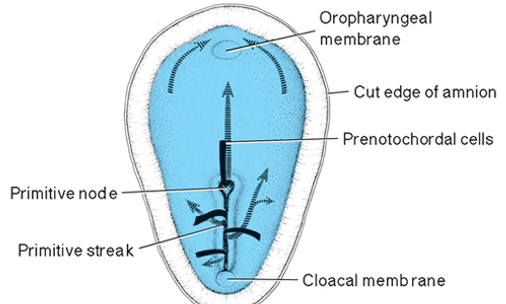 Oropharyngeal
membrane
Cut edge of amnion
Prenotochordal cells
Primitive node
Primitive streak
Cloacal membrane